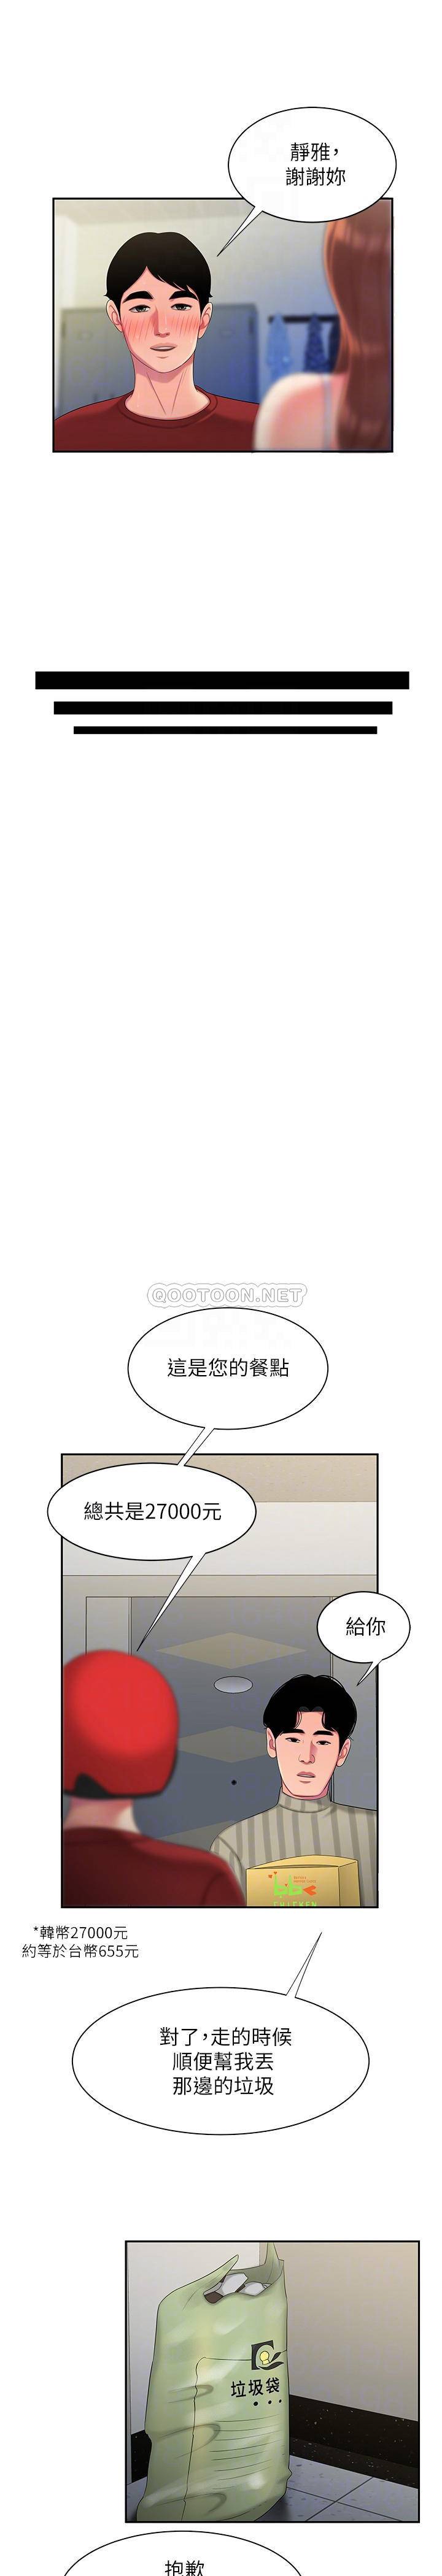 靜雅,
謝謝妳
QOOTOON.NET
這是您的餐點
總共是27000元
給你
bb
*韓幣27000元
約等於台幣655元
對了,走的時候
順便幫我丟
那邊的垃圾
垃圾袋
抱歉